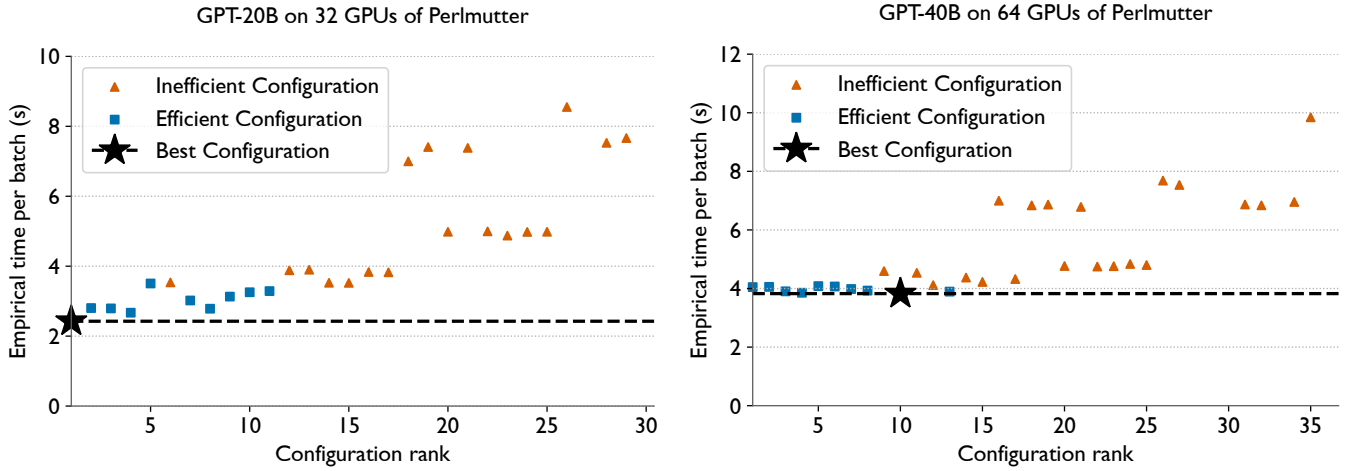 GPT-20B on 32 GPUs of Perlmutter
Empirical time per batch (s)
10
8
6
4
2
0
Inefficient Configuration
Efficient Configuration
Best Configuration
5
10
15
20
25
30
Configuration rank
GPT-40B on 64 GPUs of Perlmutter
Empirical time per batch (s)
12
10
8
6
4
2
0
Inefficient Configuration
Efficient Configuration
Best Configuration
5
10
15
20
25
30
35
Configuration rank